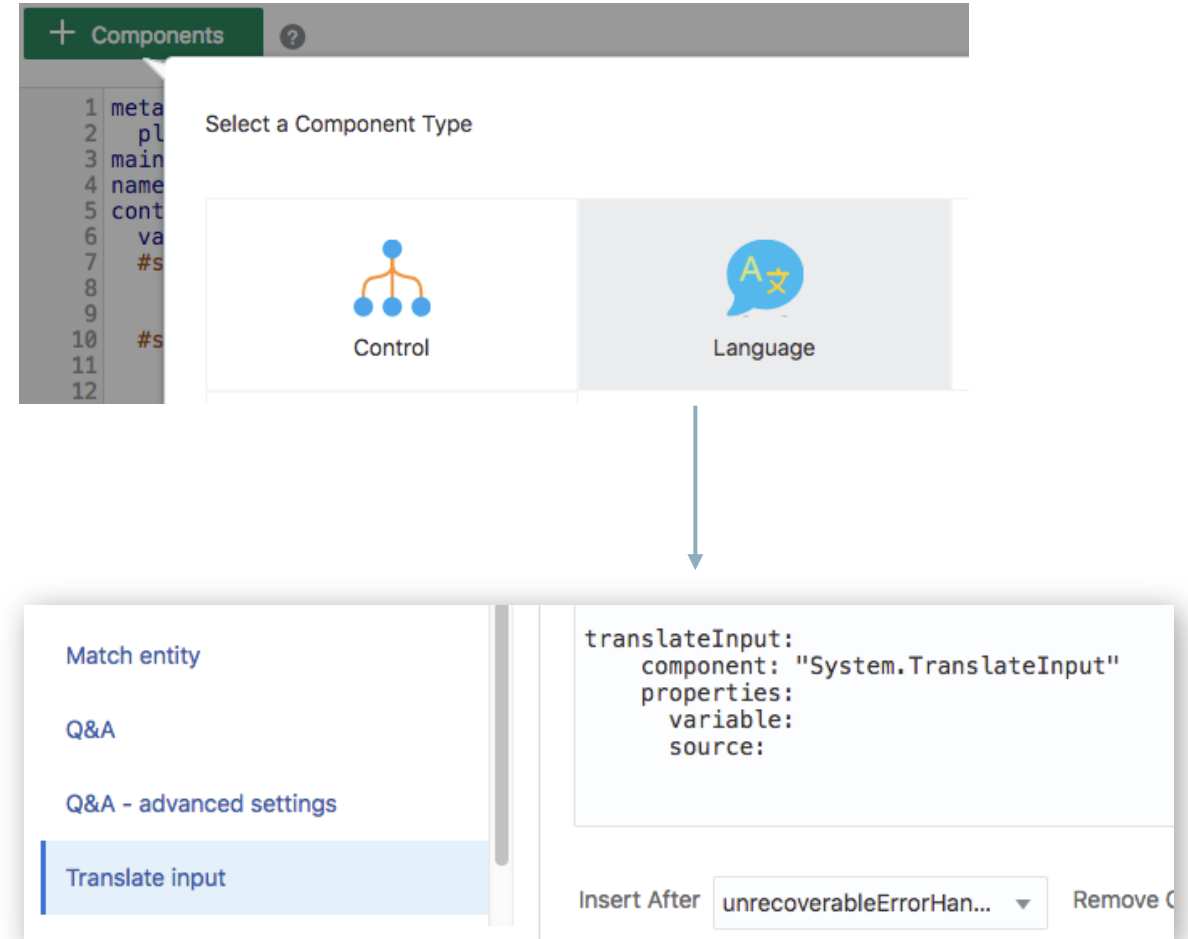 + Components ?
Select a Component Type
1 meta
2 pl
3 main
4 name
5 cont
6 va
7 #s
8
9
10 #s
11
12
Control
A文
Language
Match entity
Q&A
Q&A - advanced settings
Translate input
translateInput:
component: "System.TranslateInput"
properties:
variable:
source:
Insert After unrecoverableErrorHan... Remove C